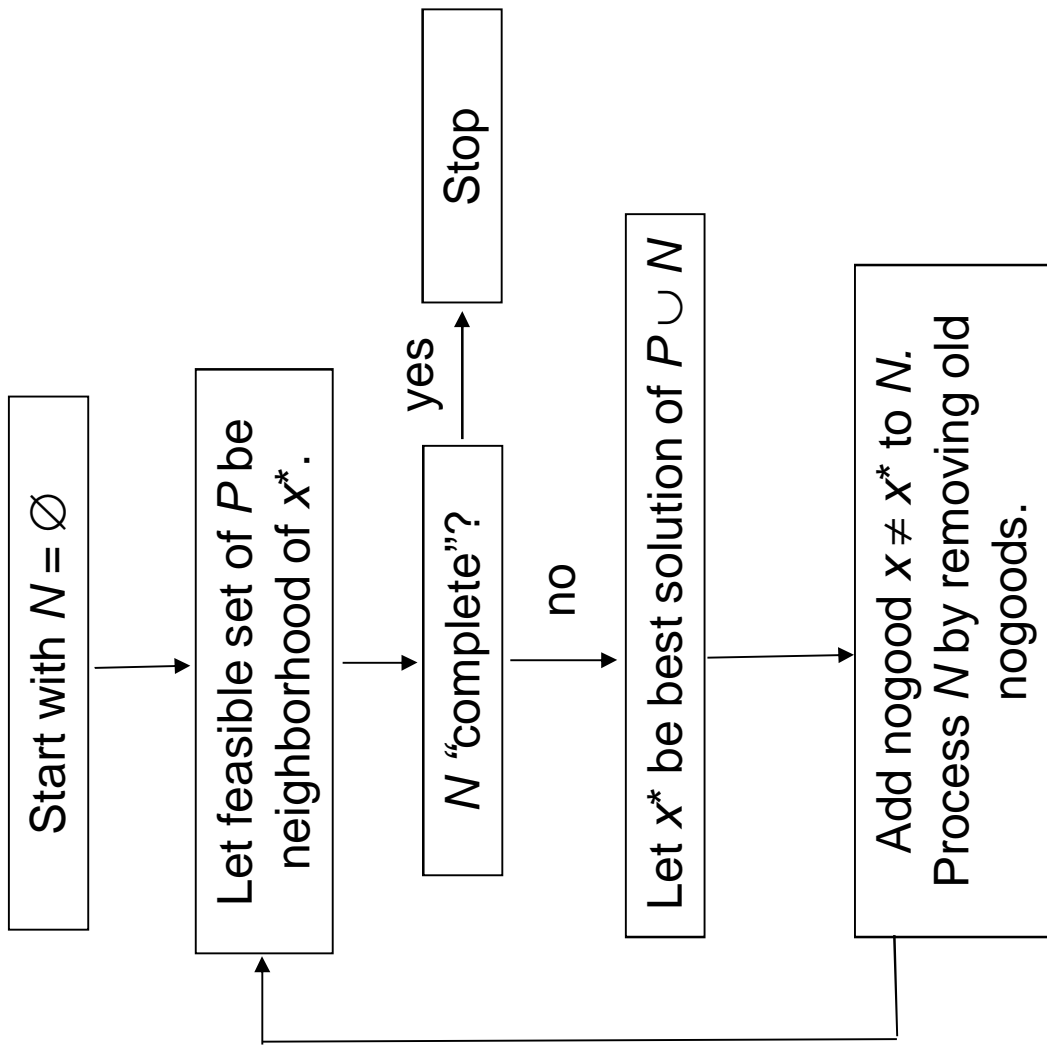 Start with N = ∅
Let feasible set of P be
neighborhood of x*.
N “complete”?
yes
Stop
no
Let x* be best solution of P ∪ N
Add nogood x ≠ x* to N.
Process N by removing old
nogoods.